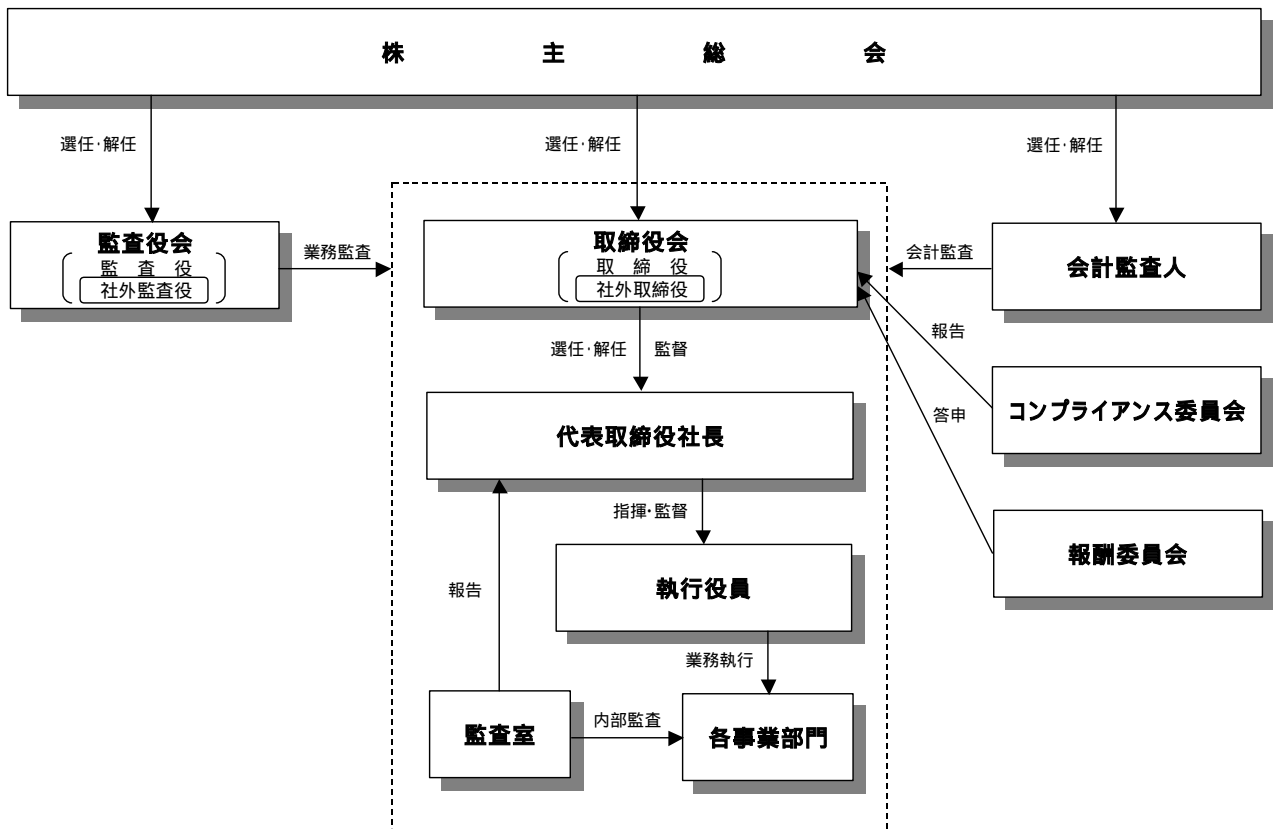 株主総会
選任・解任
選任・解任
選任・解任
監査役会
監査役
社外監査役
業務監査
取締役会
取締役
社外取締役
会計監査
会計監査人
選任・解任 監督
報告
コンプライアンス委員会
答申
代表取締役社長
指揮・監督
報酬委員会
執行役員
報告
業務執行
監査室
内部監査
各事業部門